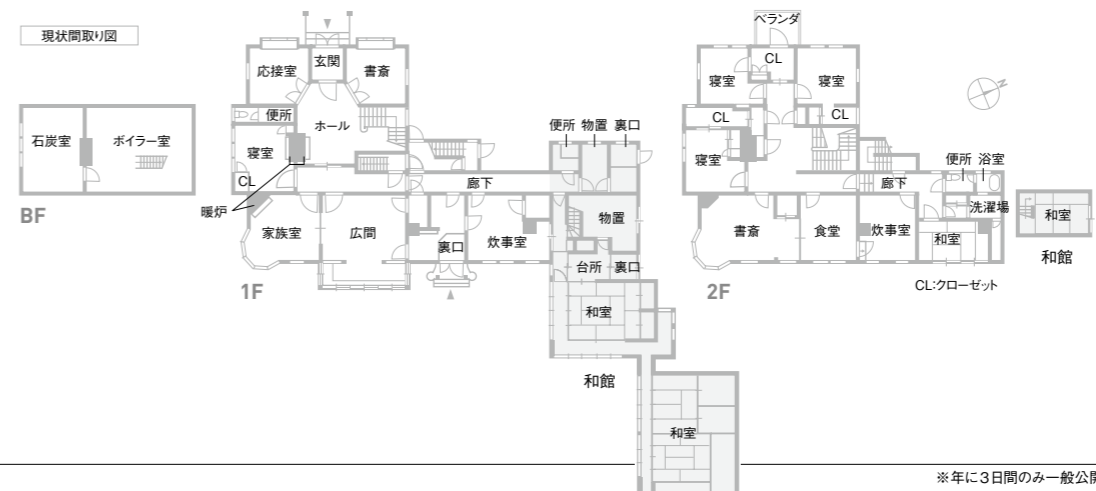 現状間取り図
石炭室
ボイラー室
BF
玄関
応接室
書斎
便所
ホール
寝室
CL
暖炉
家族室
広間
裏口
炊事室
廊下
便所
物置
裏口
物置
台所
裏口
和室
和館
和室
1F
ベランダ
CL
寝室
寝室
CL
CL
寝室
廊下
便所
浴室
洗濯場
書斎
食堂
炊事室
和室
2F
CL:クローゼット
和室
和館
※年に3日間のみ一般公開